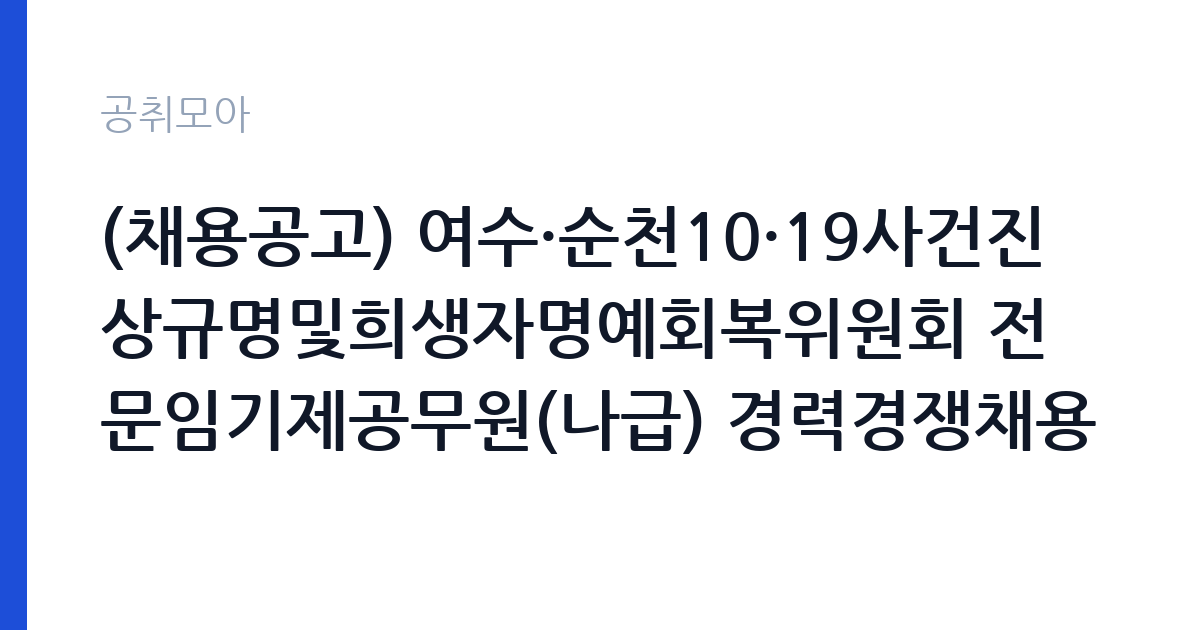 공취모아
(채용공고) 여수·순천10·19사건진
상규명및희생자명예회복위원회 전
문임기제공무원(나급) 경력경쟁채용